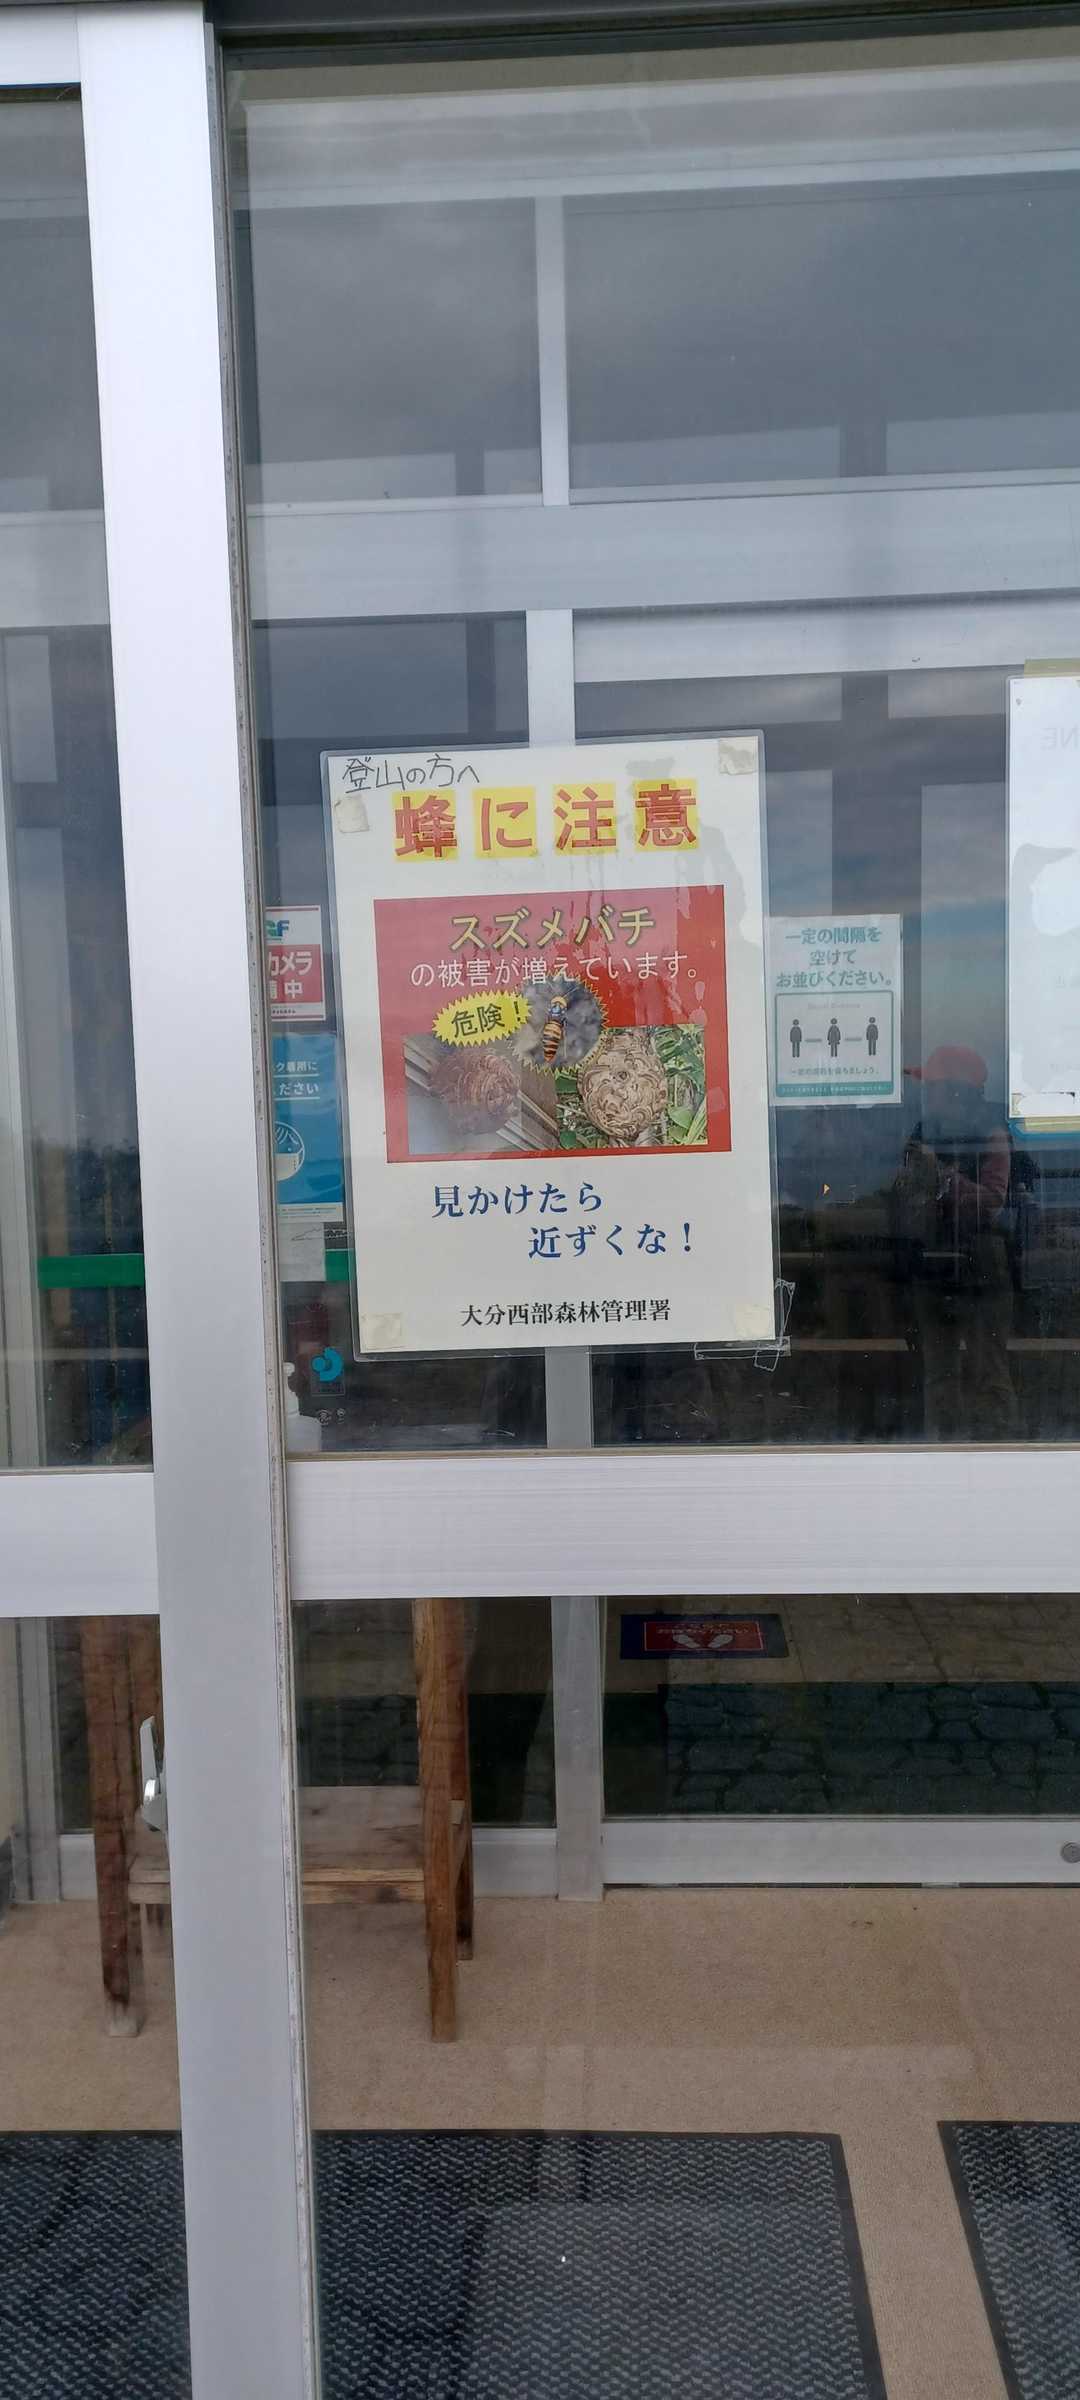 登山の方へ
蜂に注意
スズメバチ
の被害が増えています。
危険！
見かけたら
近ずくな！
大分西部森林管理署
カメラ
中
着用に
ださい
一定の間隔を
空けて
お並びください。